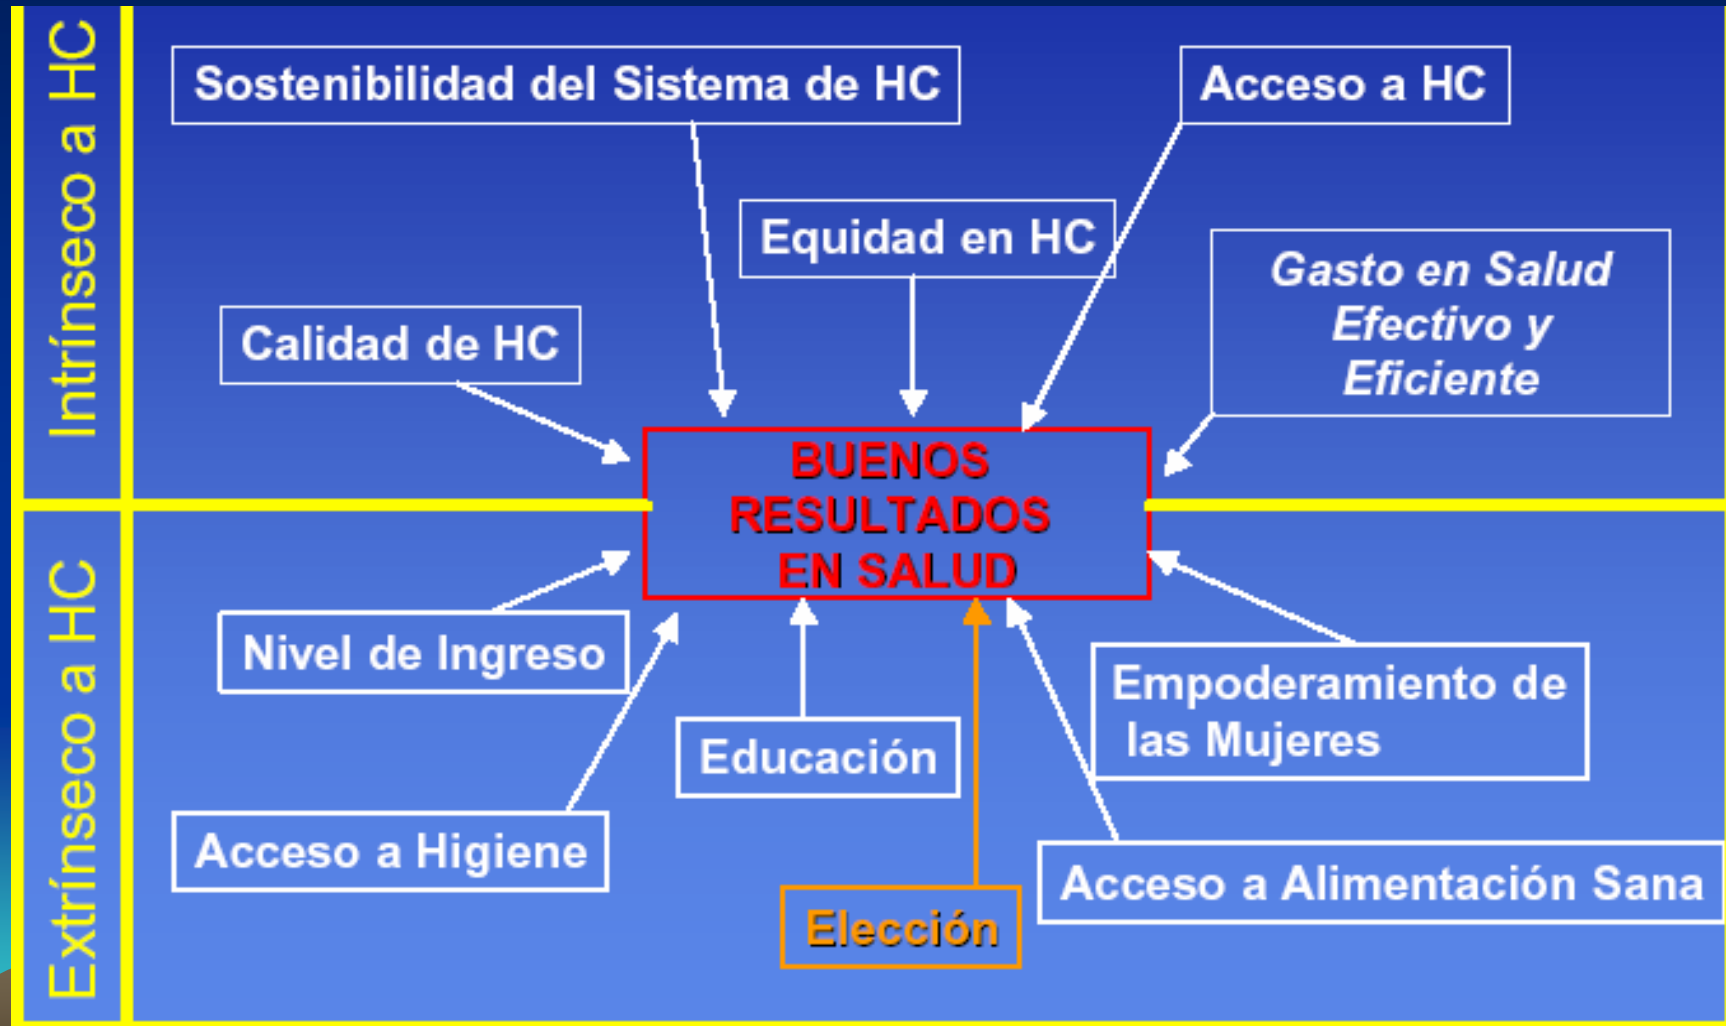 Intrínseco a HC
Sostenibilidad del Sistema de HC
Acceso a HC
Equidad en HC
Gasto en Salud
Efectivo y
Eficiente
Calidad de HC
BUENOS
RESULTADOS
EN SALUD
Extrínseco a HC
Nivel de Ingreso
Empoderamiento de
las Mujeres
Educación
Acceso a Higiene
Acceso a Alimentación Sana
Elección